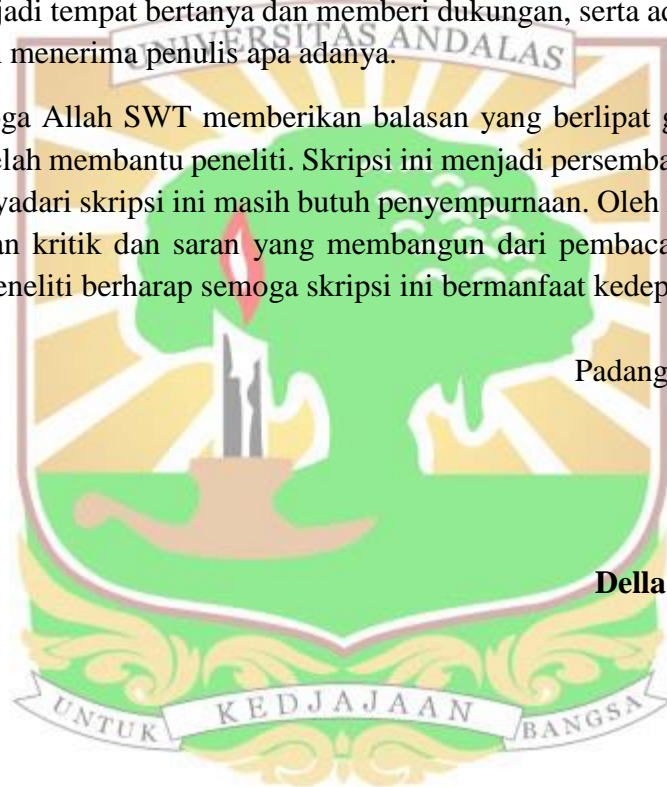 jadi tempat bertanya dan memberi dukungan, serta ad
menerima penulis apa adanya.
UNIVERSITAS ANDALAS
ga Allah SWT memberikan balasan yang berlipat g
elah membantu peneliti. Skripsi ini menjadi persemba
yadari skripsi ini masih butuh penyempurnaan. Oleh
an kritik dan saran yang membangun dari pembaca
eneliti berharap semoga skripsi ini bermanfaat kedep
Padang
Della
UNTUK KEDJAJAAN BANGSA